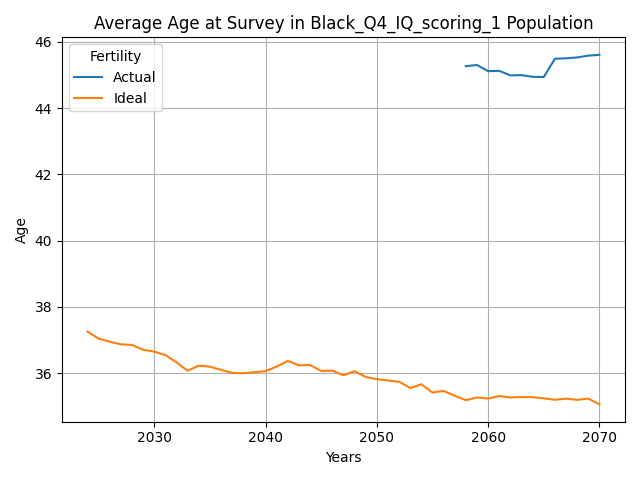 Average Age at Survey in Black_Q4_IQ_scoring_1 Population
Fertility
Actual
Ideal
46
44
42
40
38
36
Age
2030
2040
2050
2060
2070
Years